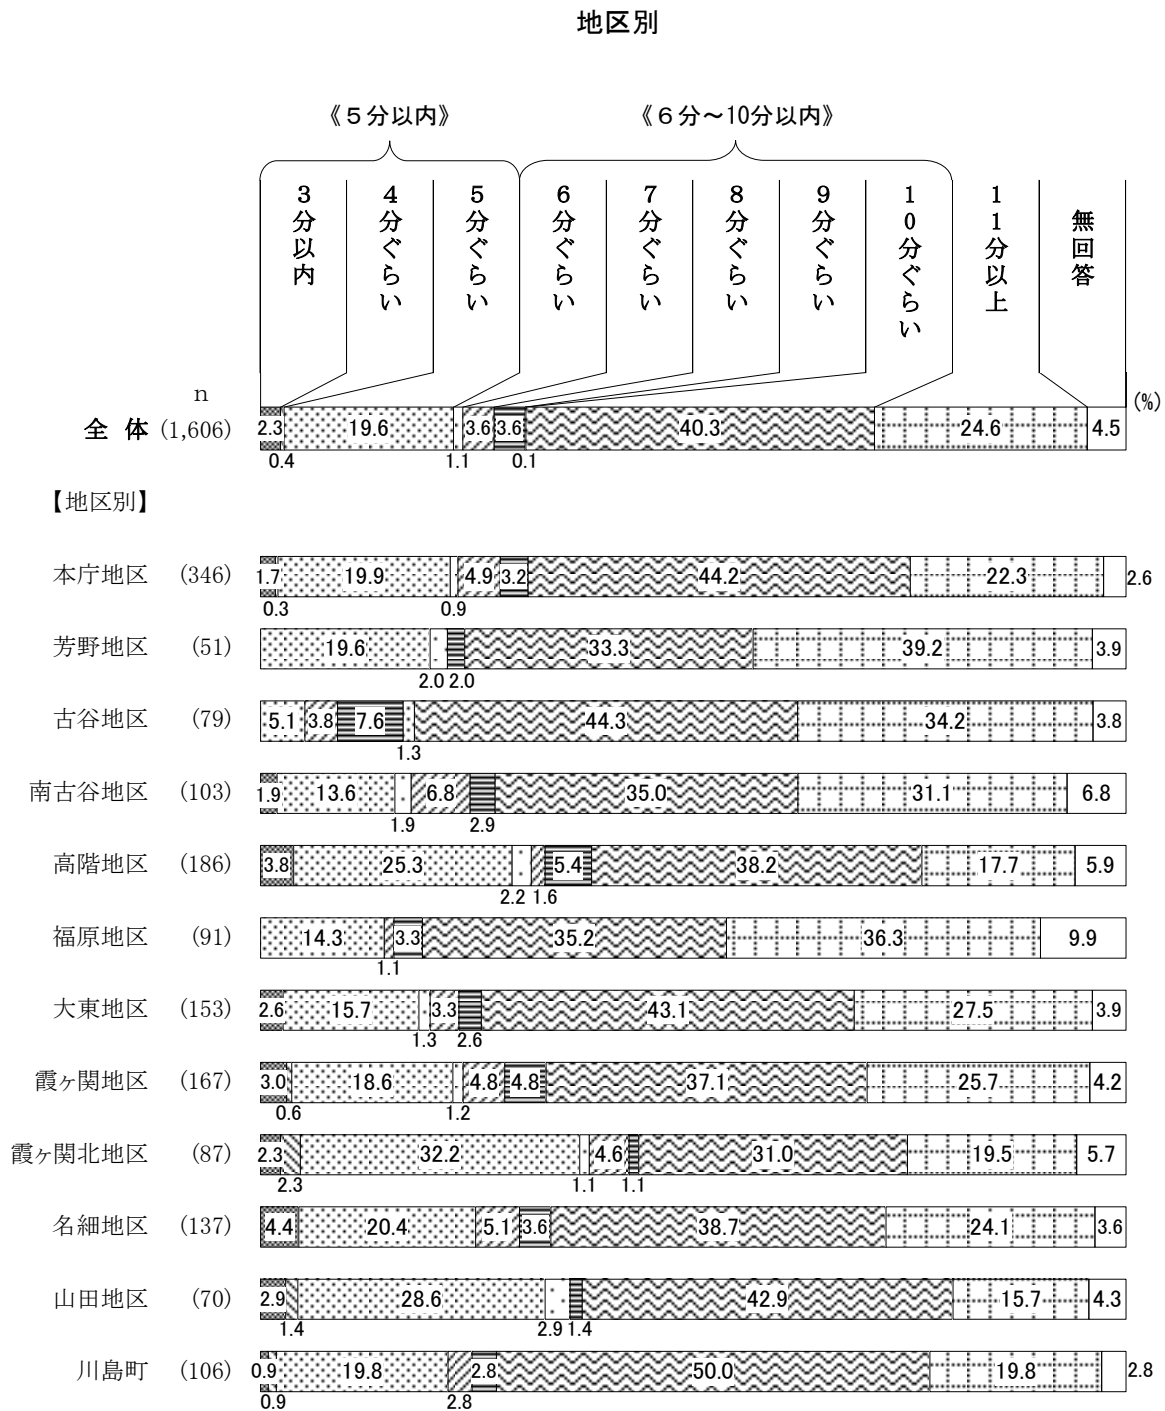 地区別
《５分以内》 《６分～10分以内》
３分以内 ４分ぐらい ５分ぐらい ６分ぐらい ７分ぐらい ８分ぐらい ９分ぐらい １０分ぐらい １１分以上 無回答
n
(%)
全 体 (1,606) 2.3 19.6 3.6 3.6 40.3 24.6 4.5
0.4 1.1 0.1
【地区別】
本庁地区 (346) 1.7 19.9 4.9 3.2 44.2 22.3 2.6
0.3 0.9
芳野地区 (51) 19.6 33.3 39.2 3.9
2.0 2.0
古谷地区 (79) 5.1 3.8 7.6 44.3 34.2 3.8
1.3
南古谷地区 (103) 1.9 13.6 6.8 35.0 31.1 6.8
1.9 2.9
高階地区 (186) 3.8 25.3 5.4 38.2 17.7 5.9
2.2 1.6
福原地区 (91) 14.3 3.3 35.2 36.3 9.9
1.1
大東地区 (153) 2.6 15.7 3.3 43.1 27.5 3.9
1.3 2.6
霞ヶ関地区 (167) 3.0 18.6 4.8 4.8 37.1 25.7 4.2
0.6 1.2
霞ヶ関北地区 (87) 2.3 32.2 4.6 31.0 19.5 5.7
2.3 1.1 1.1
名細地区 (137) 4.4 20.4 5.1 3.6 38.7 24.1 3.6
山田地区 (70) 2.9 28.6 42.9 15.7 4.3
1.4 2.9 1.4
川島町 (106) 0.9 19.8 2.8 50.0 19.8 2.8
0.9 2.8